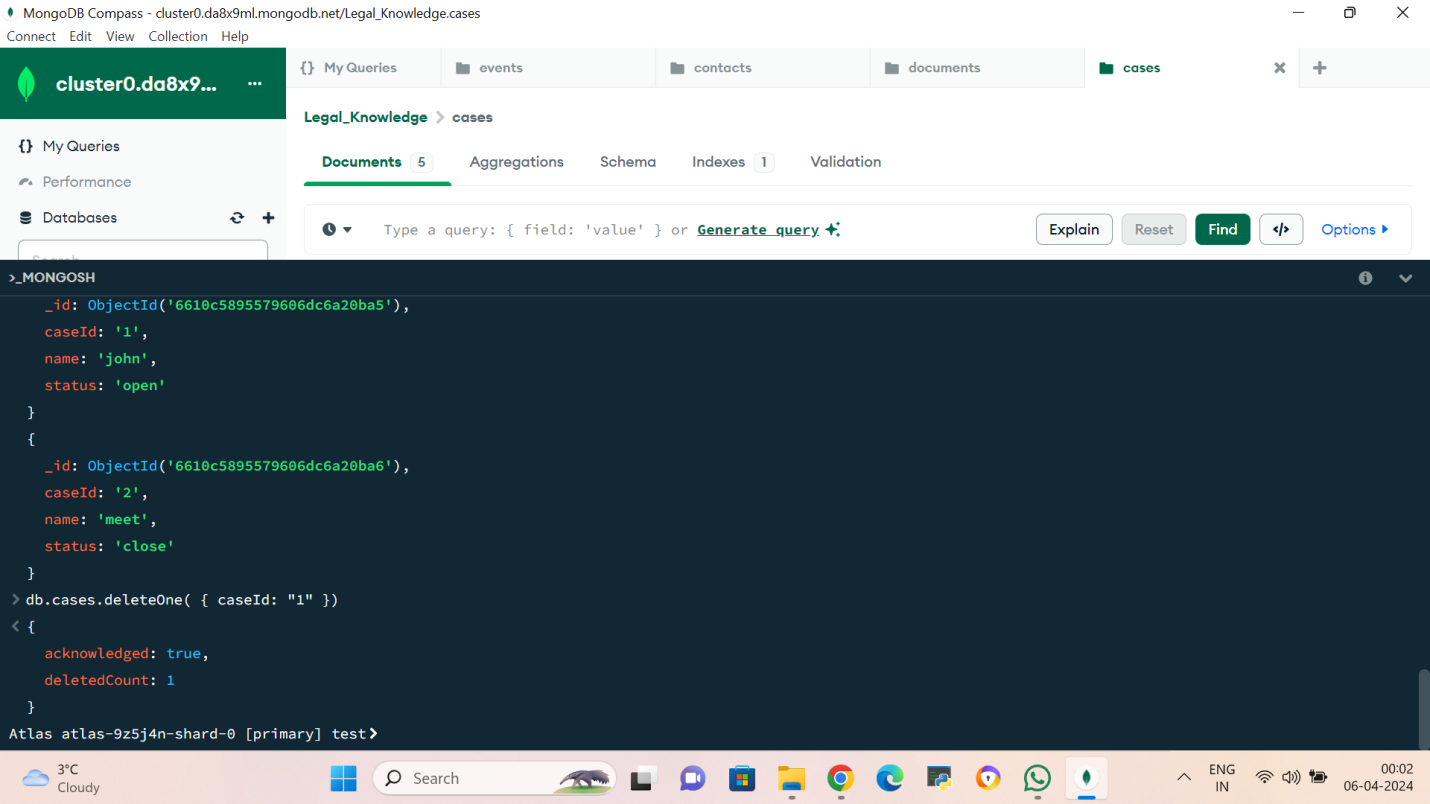 MongoDB Compass - cluster0.da8x9ml.mongodb.net/Legal_Knowledge.cases
Connect Edit View Collection Help
cluster0.da8x9... ...
{} My Queries
events
contacts
documents
cases
Legal_Knowledge > cases
{} My Queries
Performance
Databases
Search
Documents 5
Aggregations
Schema
Indexes 1
Validation
Type a query: { field: 'value' } or Generate query
Explain
Reset
Find
</>
Options
>_MONGOSH
_id: ObjectId('6610c5895579606dc6a20ba5'),
caseId: '1',
name: 'john',
status: 'open'
}
{
_id: ObjectId('6610c5895579606dc6a20ba6'),
caseId: '2',
name: 'meet',
status: 'close'
}
> db.cases.deleteOne( { caseId: "1" })
< {
acknowledged: true,
deletedCount: 1
}
Atlas atlas-9z5j4n-shard-0 [primary] test>
3°C
Cloudy
Search
ENG
IN
00:02
06-04-2024